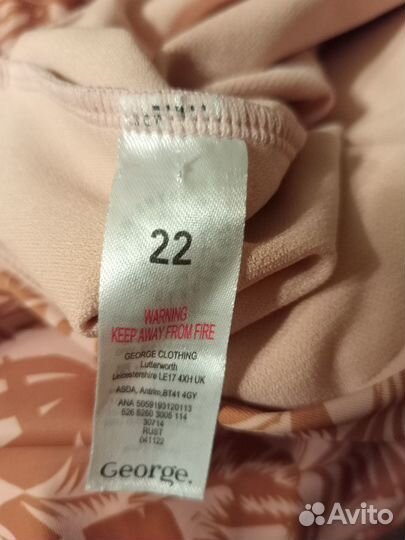 22
WARNING
KEEP AWAY FROM FIRE
GEORGE CLOTHING
Lutterworth
Leicestershire LE17 4XH UK
ASDA, Antrim, BT41 4GY
ANA 5059193120113
526 8260 3005 114
30714
RUST
041122
George.
Avito